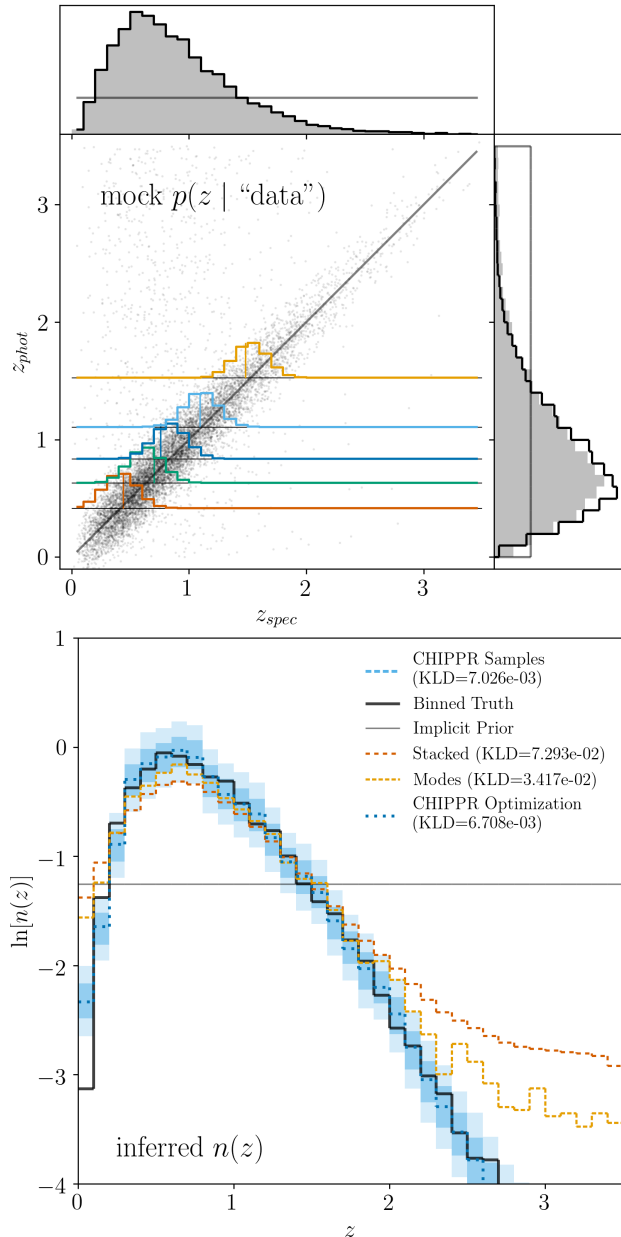 mock p(z | “data”)
3
2
1
0
z_phot
0
1
2
3
z_spec
1
0
−1
−2
−3
−4
ln[n(z)]
CHIPPR Samples
(KLD=7.026e-03)
Binned Truth
Implicit Prior
Stacked (KLD=7.293e-02)
Modes (KLD=3.417e-02)
CHIPPR Optimization
(KLD=6.708e-03)
inferred n(z)
0
1
2
3
z